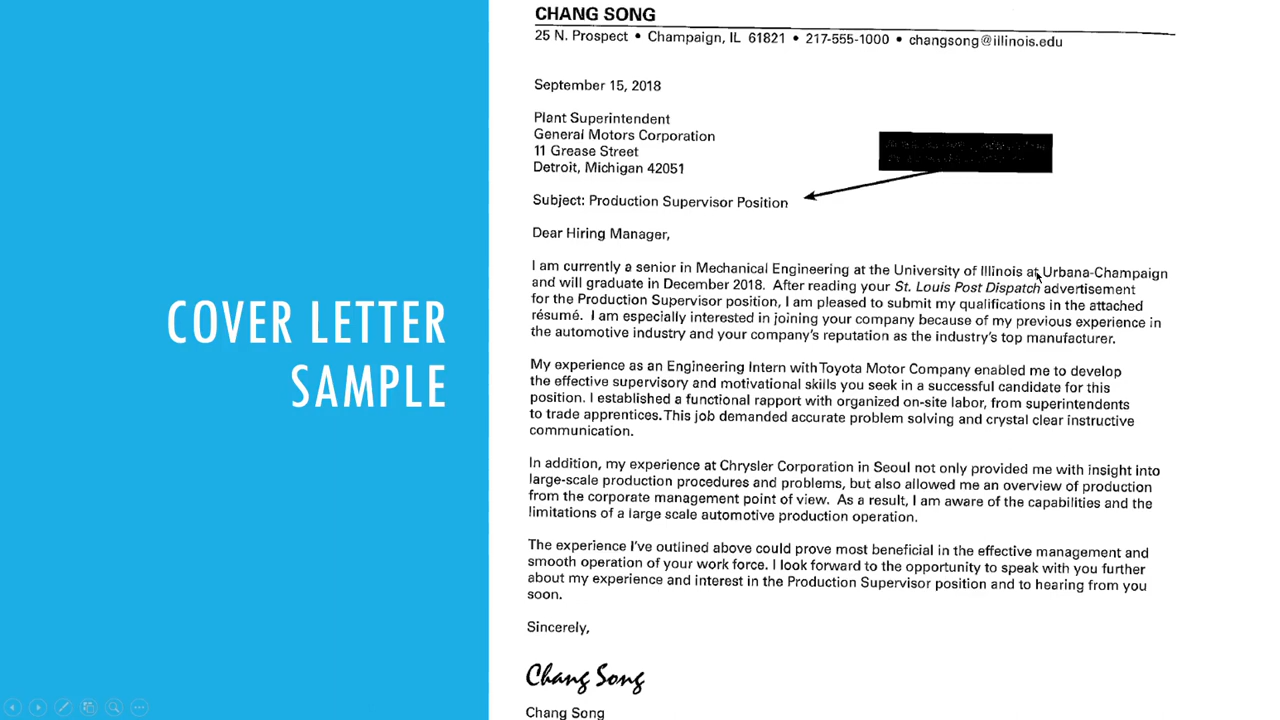 COVER LETTER
SAMPLE
CHANG SONG
25 N. Prospect • Champaign, IL 61821 • 217-555-1000 • changsong@illinois.edu
September 15, 2018
Plant Superintendent
General Motors Corporation
11 Grease Street
Detroit, Michigan 42051
Subject: Production Supervisor Position
Dear Hiring Manager,
I am currently a senior in Mechanical Engineering at the University of Illinois at Urbana-Champaign
and will graduate in December 2018. After reading your St. Louis Post Dispatch advertisement
for the Production Supervisor position, I am pleased to submit my qualifications in the attached
résumé. I am especially interested in joining your company because of my previous experience in
the automotive industry and your company's reputation as the industry's top manufacturer.
My experience as an Engineering Intern with Toyota Motor Company enabled me to develop
the effective supervisory and motivational skills you seek in a successful candidate for this
position. I established a functional rapport with organized on-site labor, from superintendents
to trade apprentices. This job demanded accurate problem solving and crystal clear instructive
communication.
In addition, my experience at Chrysler Corporation in Seoul not only provided me with insight into
large-scale production procedures and problems, but also allowed me an overview of production
from the corporate management point of view. As a result, I am aware of the capabilities and the
limitations of a large scale automotive production operation.
The experience I've outlined above could prove most beneficial in the effective management and
smooth operation of your work force. I look forward to the opportunity to speak with you further
about my experience and interest in the Production Supervisor position and to hearing from you
soon.
Sincerely,
Chang Song
Chang Song